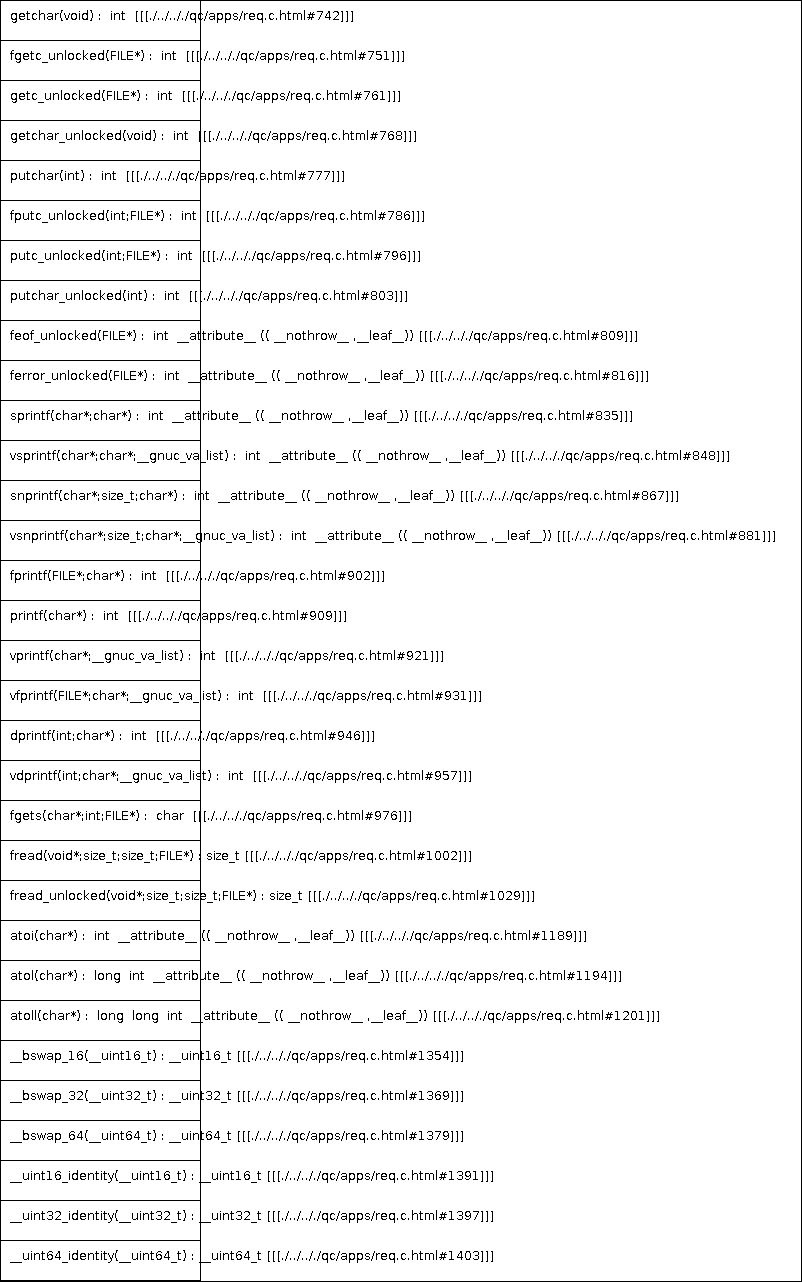 getchar(void) : int [[[./../.././qc/apps/req.c.html#742]]]
fgetc_unlocked(FILE*) : int [[[./../.././qc/apps/req.c.html#751]]]
getc_unlocked(FILE*) : int [[[./../.././qc/apps/req.c.html#761]]]
getchar_unlocked(void) : int [[[./../.././qc/apps/req.c.html#768]]]
putchar(int) : int [[[./../.././qc/apps/req.c.html#777]]]
fputc_unlocked(int;FILE*) : int [[[./../.././qc/apps/req.c.html#786]]]
putc_unlocked(int;FILE*) : int [[[./../.././qc/apps/req.c.html#796]]]
putchar_unlocked(int) : int [[[./../.././qc/apps/req.c.html#803]]]
feof_unlocked(FILE*) : int __attribute__ (( __nothrow__ ,__leaf__)) [[[./../.././qc/apps/req.c.html#809]]]
ferror_unlocked(FILE*) : int __attribute__ (( __nothrow__ ,__leaf__)) [[[./../.././qc/apps/req.c.html#816]]]
sprintf(char*;char*) : int __attribute__ (( __nothrow__ ,__leaf__)) [[[./../.././qc/apps/req.c.html#835]]]
vsprintf(char*;char*;__gnuc_va_list) : int __attribute__ (( __nothrow__ ,__leaf__)) [[[./../.././qc/apps/req.c.html#848]]]
snprintf(char*;size_t;char*) : int __attribute__ (( __nothrow__ ,__leaf__)) [[[./../.././qc/apps/req.c.html#867]]]
vsnprintf(char*;size_t;char*;__gnuc_va_list) : int __attribute__ (( __nothrow__ ,__leaf__)) [[[./../.././qc/apps/req.c.html#881]]]
fprintf(FILE*;char*) : int [[[./../.././qc/apps/req.c.html#902]]]
printf(char*) : int [[[./../.././qc/apps/req.c.html#909]]]
vprintf(char*;__gnuc_va_list) : int [[[./../.././qc/apps/req.c.html#921]]]
vfprintf(FILE*;char*;__gnuc_va_list) : int [[[./../.././qc/apps/req.c.html#931]]]
dprintf(int;char*) : int [[[./../.././qc/apps/req.c.html#946]]]
vdprintf(int;char*;__gnuc_va_list) : int [[[./../.././qc/apps/req.c.html#957]]]
fgets(char*;int;FILE*) : char [[[./../.././qc/apps/req.c.html#976]]]
fread(void*;size_t;size_t;FILE*) : size_t [[[./../.././qc/apps/req.c.html#1002]]]
fread_unlocked(void*;size_t;size_t;FILE*) : size_t [[[./../.././qc/apps/req.c.html#1029]]]
atoi(char*) : int __attribute__ (( __nothrow__ ,__leaf__)) [[[./../.././qc/apps/req.c.html#1189]]]
atol(char*) : long int __attribute__ (( __nothrow__ ,__leaf__)) [[[./../.././qc/apps/req.c.html#1194]]]
atoll(char*) : long long int __attribute__ (( __nothrow__ ,__leaf__)) [[[./../.././qc/apps/req.c.html#1201]]]
__bswap_16(__uint16_t) : __uint16_t [[[./../.././qc/apps/req.c.html#1354]]]
__bswap_32(__uint32_t) : __uint32_t [[[./../.././qc/apps/req.c.html#1369]]]
__bswap_64(__uint64_t) : __uint64_t [[[./../.././qc/apps/req.c.html#1379]]]
__uint16_identity(__uint16_t) : __uint16_t [[[./../.././qc/apps/req.c.html#1391]]]
__uint32_identity(__uint32_t) : __uint32_t [[[./../.././qc/apps/req.c.html#1397]]]
__uint64_identity(__uint64_t) : __uint64_t [[[./../.././qc/apps/req.c.html#1403]]]